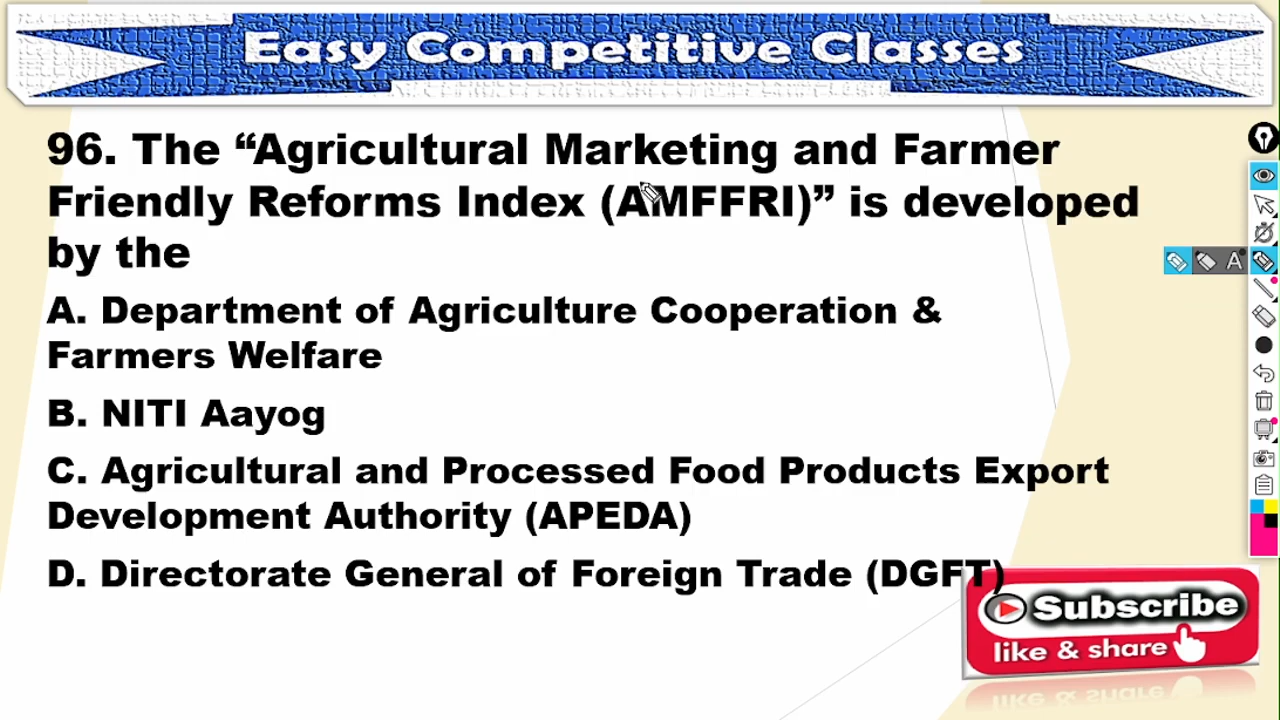 Easy Competitive Classes
96. The “Agricultural Marketing and Farmer
Friendly Reforms Index (AMFFRI)” is developed
by the
A. Department of Agriculture Cooperation &
Farmers Welfare
B. NITI Aayog
C. Agricultural and Processed Food Products Export
Development Authority (APEDA)
D. Directorate General of Foreign Trade (DGFT)
Subscribe
like & share
A